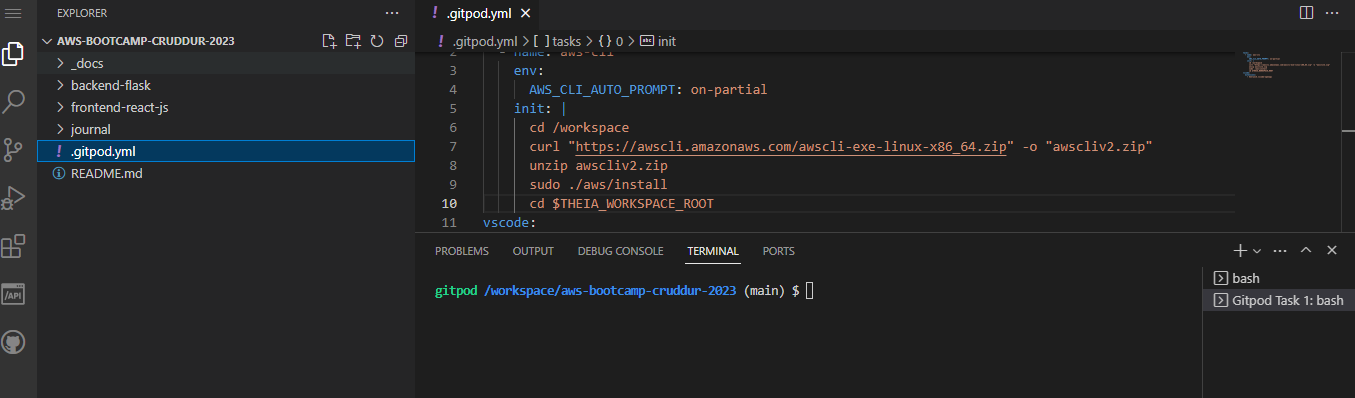 EXPLORER
AWS-BOOTCAMP-CRUDDUR-2023
_docs
backend-flask
frontend-react-js
journal
! .gitpod.yml
README.md
! .gitpod.yml
! .gitpod.yml > [ ] tasks > {} 0 > abc init
2 - name: aws-cli
3 env:
4 AWS_CLI_AUTO_PROMPT: on-partial
5 init: |
6 cd /workspace
7 curl "https://awscli.amazonaws.com/awscli-exe-linux-x86_64.zip" -o "awscliv2.zip"
8 unzip awscliv2.zip
9 sudo ./aws/install
10 cd $THEIA_WORKSPACE_ROOT
11 vscode:
PROBLEMS OUTPUT DEBUG CONSOLE TERMINAL PORTS
gitpod /workspace/aws-bootcamp-cruddur-2023 (main) $
bash
Gitpod Task 1: bash
/API